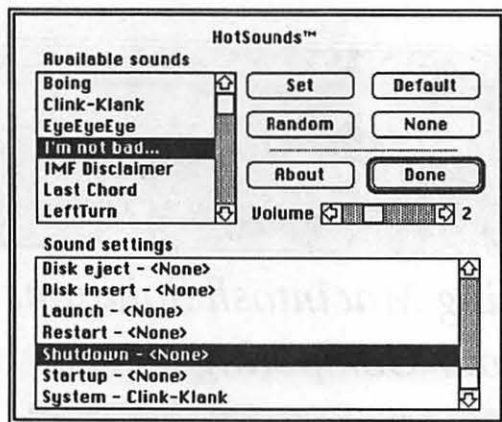 HotSounds™
Available sounds
Boing
Clink-Klank
EyeEyeEye
I'm not bad...
IMF Disclaimer
Last Chord
LeftTurn
Set
Default
Random
None
About
Done
Volume 2
Sound settings
Disk eject - <None>
Disk insert - <None>
Launch - <None>
Restart - <None>
Shutdown - <None>
Startup - <None>
System - Clink-Klank